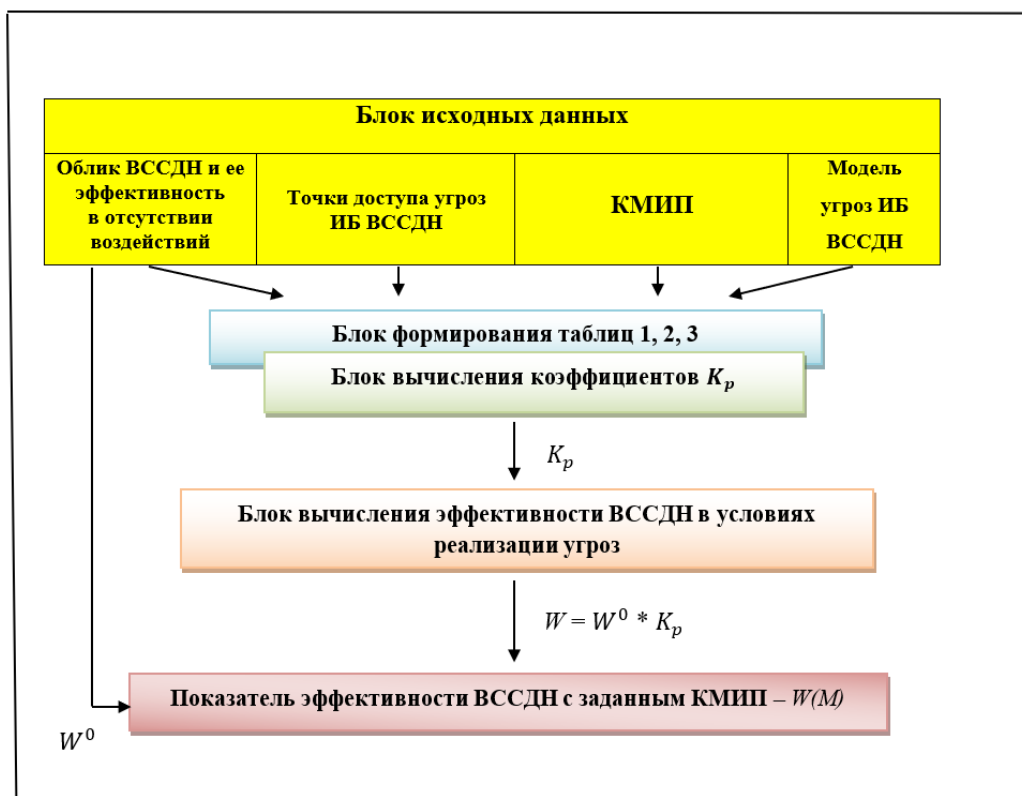 Блок исходных данных
Облик ВССДН и ее
эффективность
в отсутствии
воздействий
Точки доступа угроз
ИБ ВССДН
КМИП
Модель
угроз ИБ
ВССДН
Блок формирования таблиц 1, 2, 3
Блок вычисления коэффициентов Kₚ
Kₚ
Блок вычисления эффективности ВССДН в условиях
реализации угроз
W = W⁰ * Kₚ
Показатель эффективности ВССДН с заданным КМИП – W(M)
W⁰